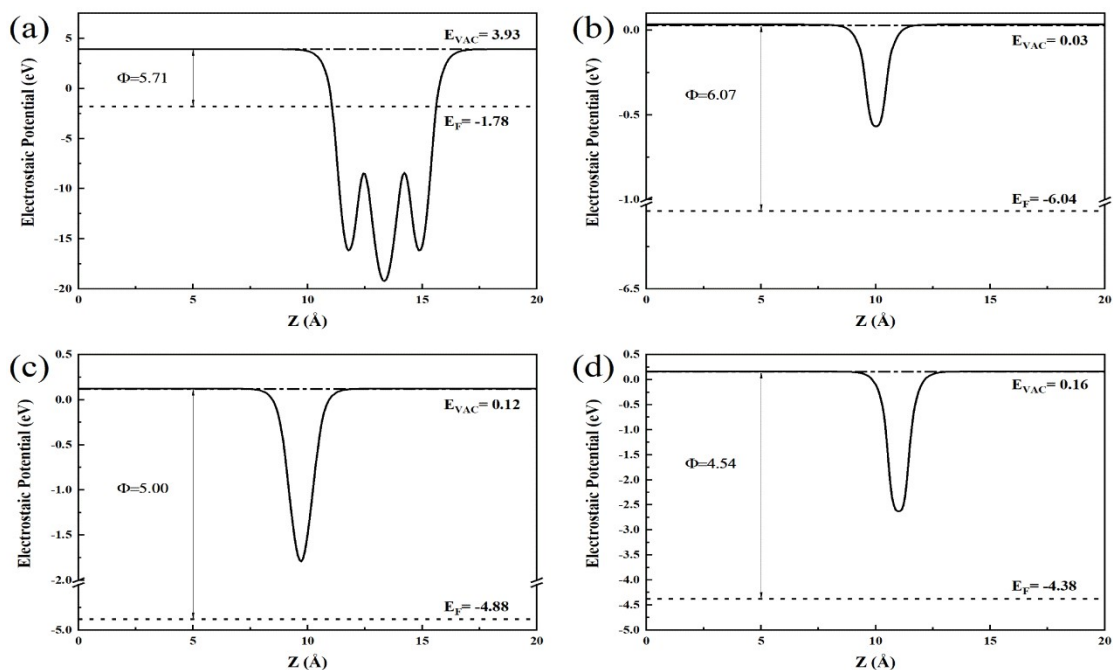 (a)
Electrostaic Potential (eV)
5
0
-5
-10
-15
-20
E_VAC= 3.93
Φ=5.71
E_F= -1.78
0 5 10 15 20
Z (Å)
(b)
Electrostaic Potential (eV)
0.0
-0.5
-1.0
-6.5
E_VAC= 0.03
Φ=6.07
E_F= -6.04
0 5 10 15 20
Z (Å)
(c)
Electrostaic Potential (eV)
0.5
0.0
-0.5
-1.0
-1.5
-2.0
-5.0
E_VAC= 0.12
Φ=5.00
E_F= -4.88
0 5 10 15 20
Z (Å)
(d)
Electrostaic Potential (eV)
0.5
0.0
-0.5
-1.0
-1.5
-2.0
-2.5
-3.0
-3.5
-4.0
-4.5
-5.0
E_VAC= 0.16
Φ=4.54
E_F= -4.38
0 5 10 15 20
Z (Å)